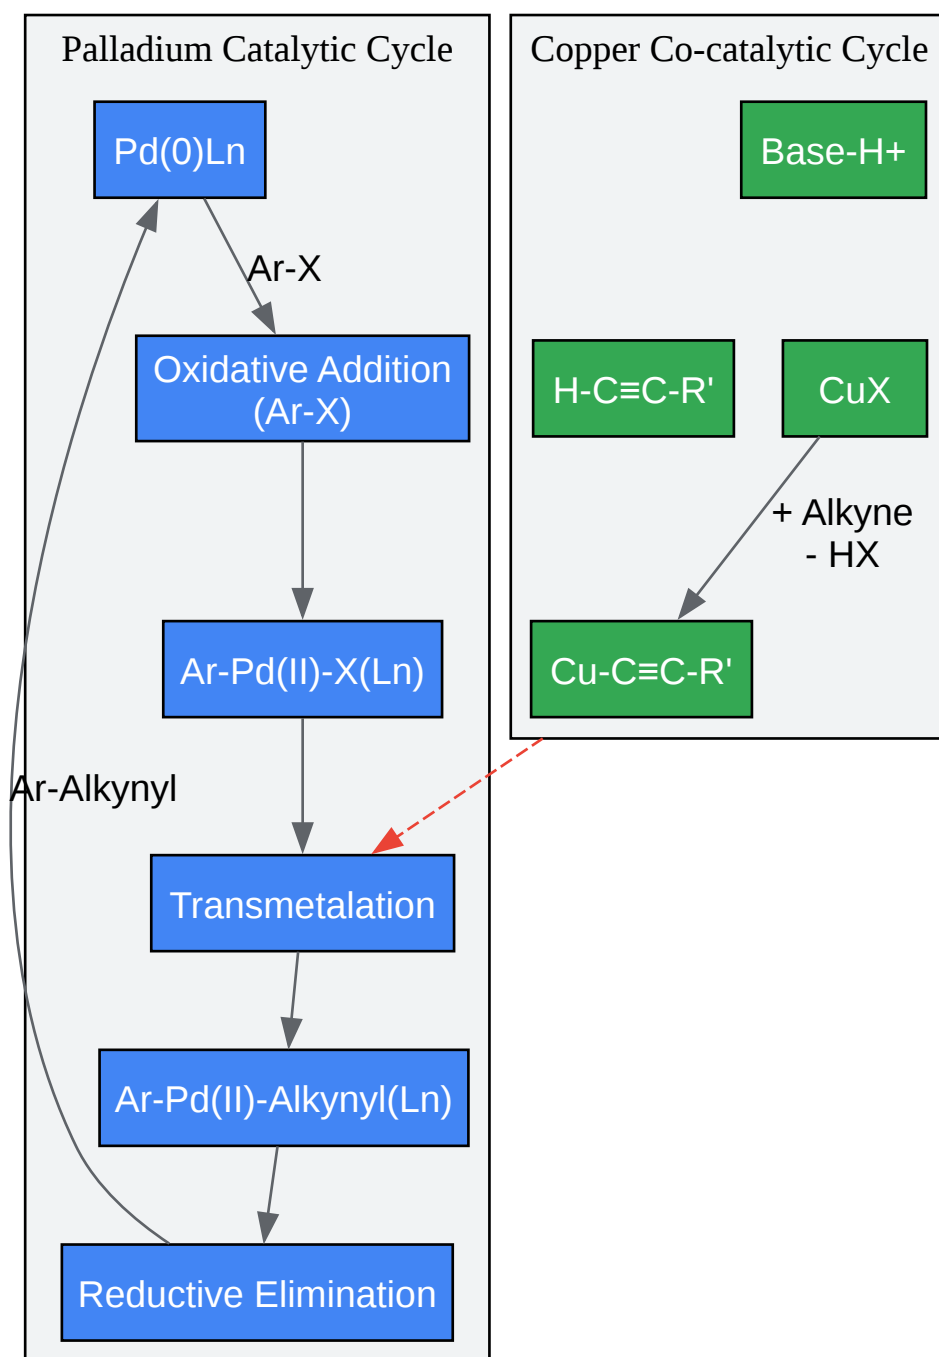 Palladium Catalytic Cycle
Pd(0)Ln
Ar-X
Oxidative Addition
(Ar-X)
Ar-Pd(II)-X(Ln)
Ar-Alkynyl
Transmetalation
Ar-Pd(II)-Alkynyl(Ln)
Reductive Elimination
Copper Co-catalytic Cycle
Base-H+
H-C≡C-R'
CuX
+ Alkyne
- HX
Cu-C≡C-R'